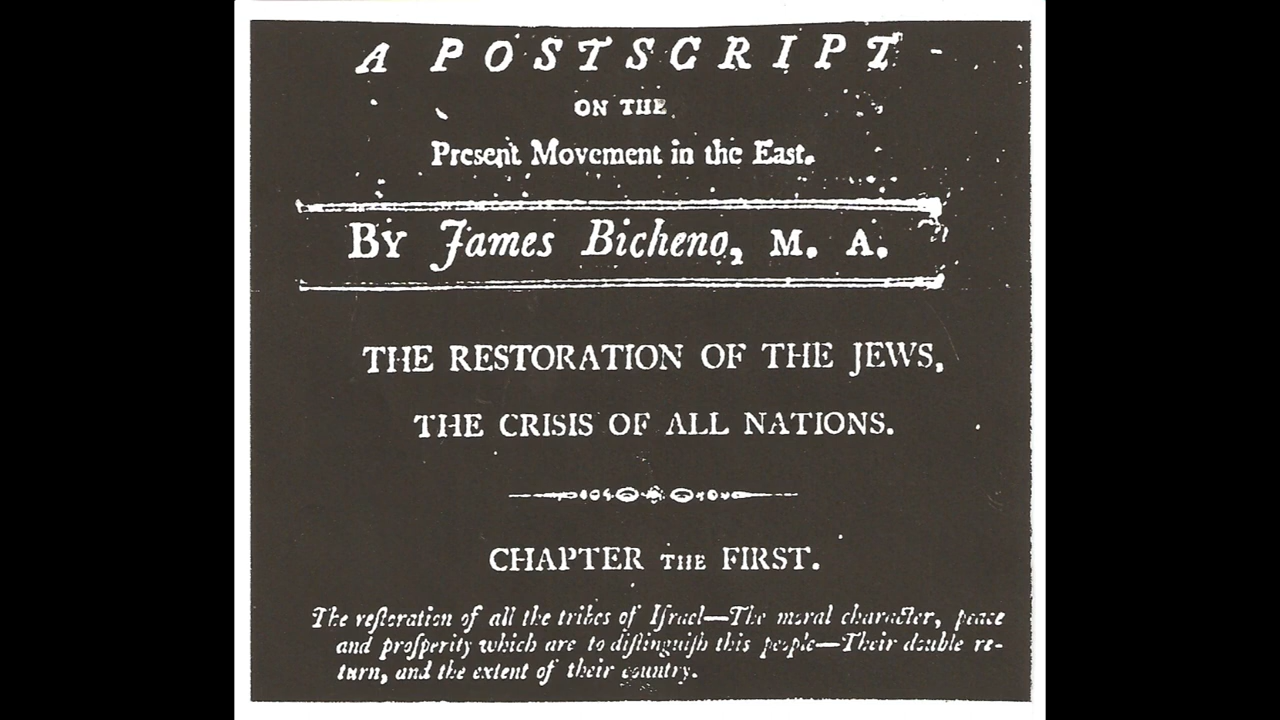 A POSTSCRIPT
ON THE
Present Movement in the East.
BY James Bicheno, M. A.
THE RESTORATION OF THE JEWS,
THE CRISIS OF ALL NATIONS.
CHAPTER THE FIRST.
The reſtoration of all the tribes of Iſrael—The moral character, peace
and proſperity which are to diſtinguiſh this people—Their double re-
turn, and the extent of their country.